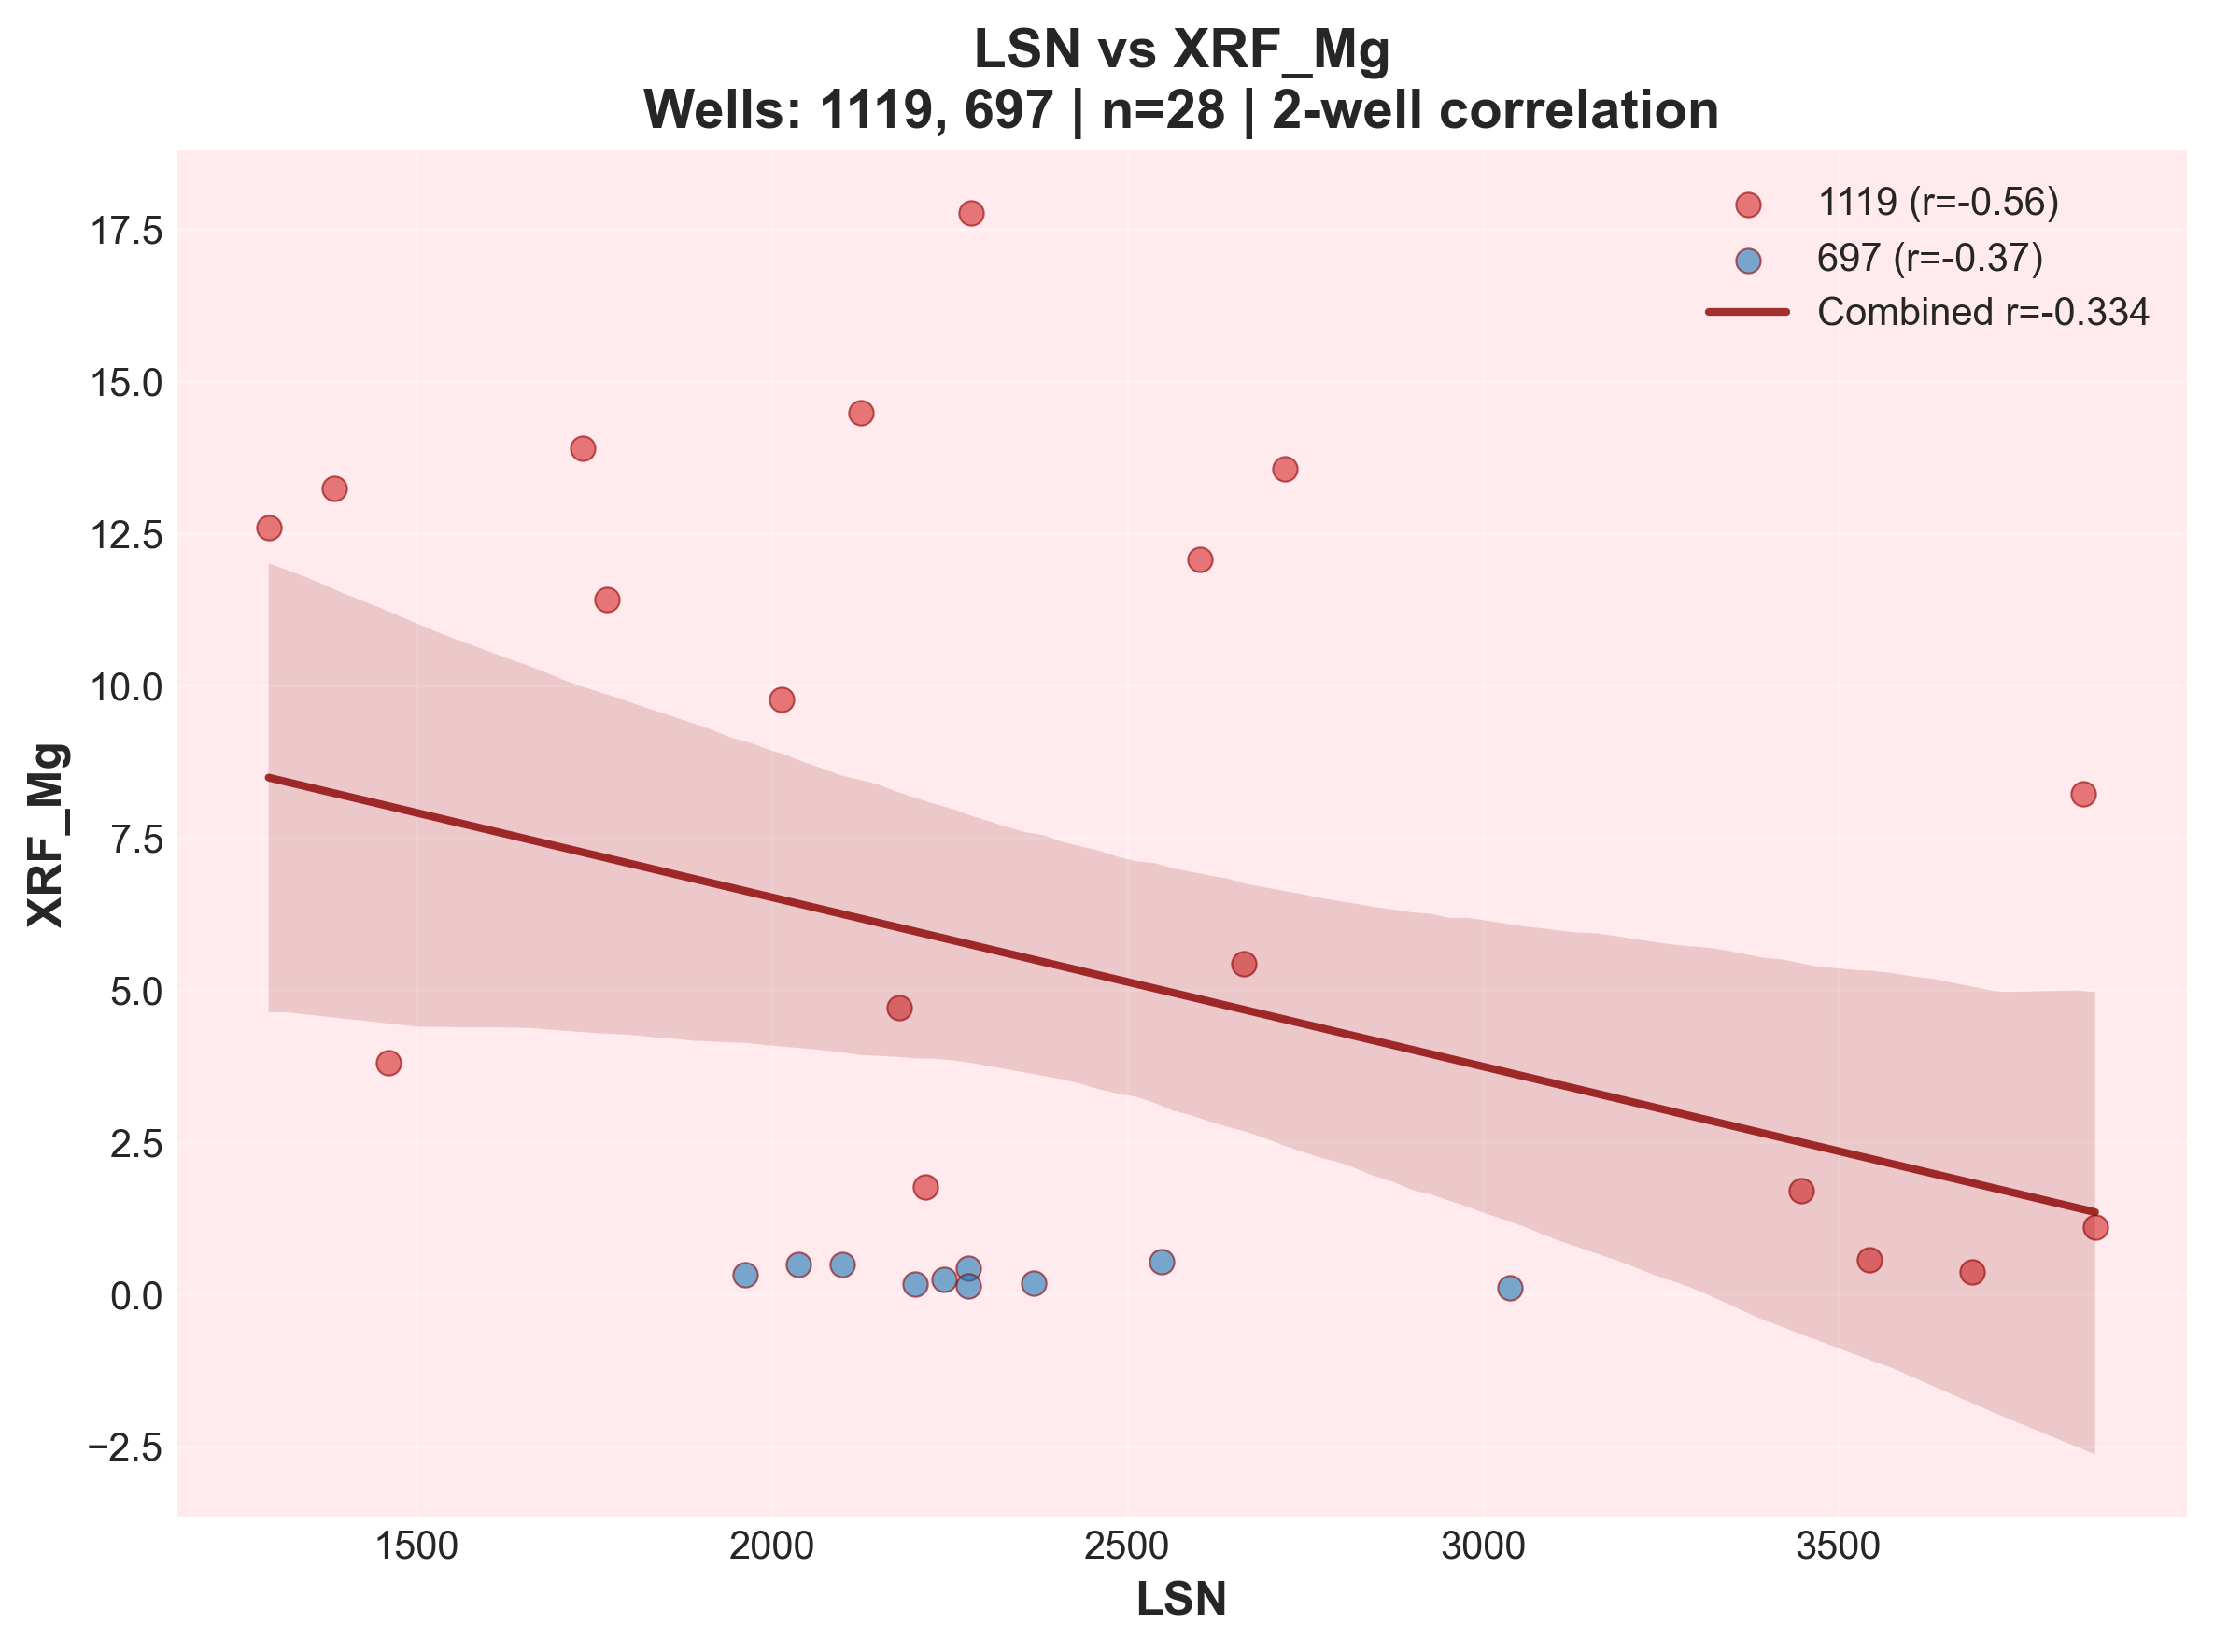 LSN vs XRF_Mg
Wells: 1119, 697 | n=28 | 2-well correlation
1119 (r=-0.56)
697 (r=-0.37)
Combined r=-0.334
XRF_Mg
17.5
15.0
12.5
10.0
7.5
5.0
2.5
0.0
−2.5
1500
2000
2500
3000
3500
LSN